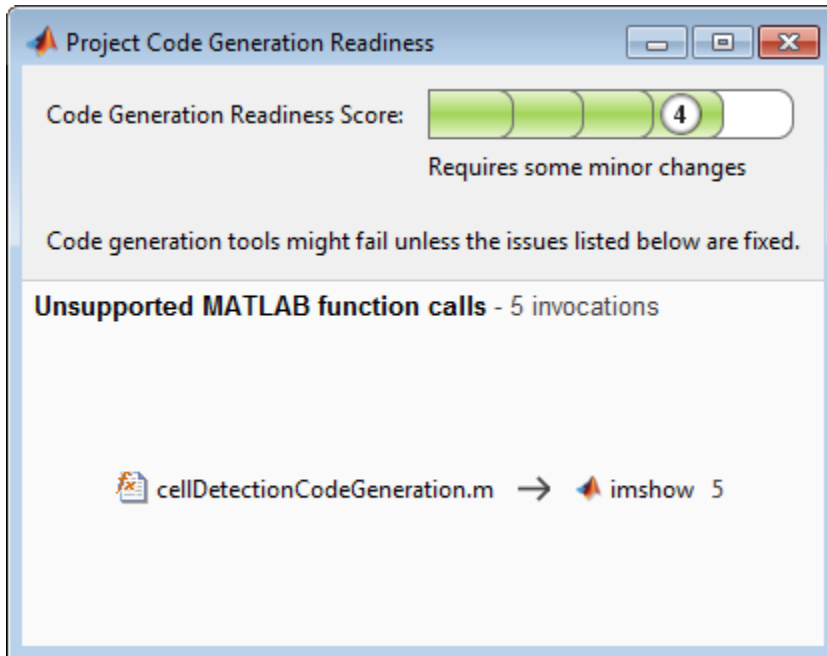 Project Code Generation Readiness
Code Generation Readiness Score: 4
Requires some minor changes
Code generation tools might fail unless the issues listed below are fixed.
Unsupported MATLAB function calls - 5 invocations
fx cellDetectionCodeGeneration.m → imshow 5